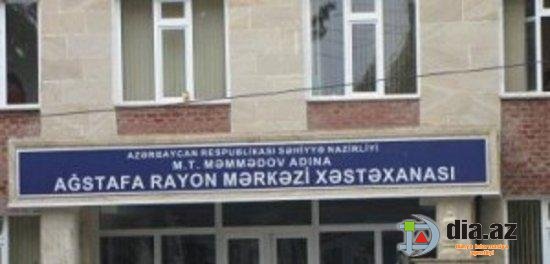 AZƏRBAYCAN RESPUBLİKASI SƏHİYYƏ NAZİRLİYİ
M.T. MƏMMƏDOV ADINA
AĞSTAFA RAYON MƏRKƏZİ XƏSTƏXANASI
dia.az